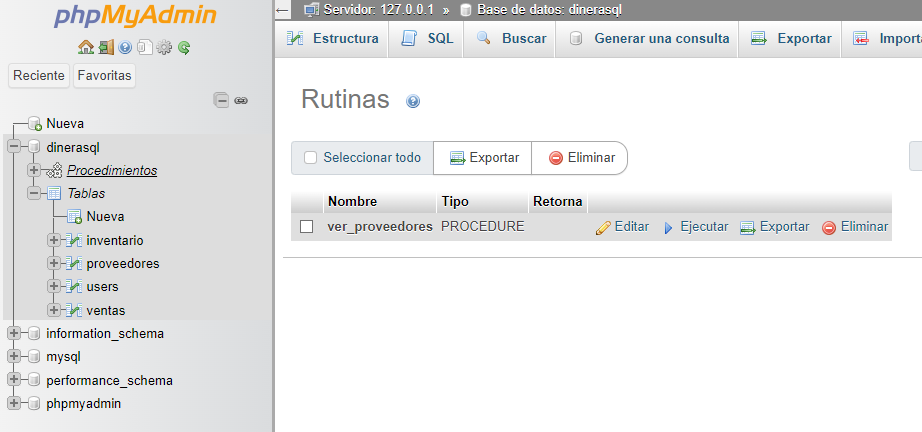 phpMyAdmin
Reciente Favoritas
Nueva
dinerasql
Procedimientos
Tablas
Nueva
inventario
proveedores
users
ventas
information_schema
mysql
performance_schema
phpmyadmin
Servidor: 127.0.0.1 » Base de datos: dinerasql
Estructura SQL Buscar Generar una consulta Exportar Importa
Rutinas
Seleccionar todo Exportar Eliminar
Nombre Tipo Retorna
ver_proveedores PROCEDURE Editar Ejecutar Exportar Eliminar